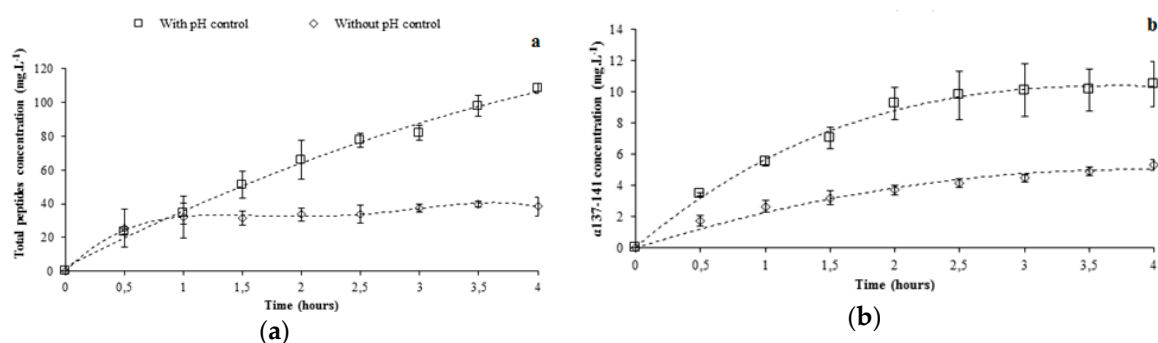 With pH control
Without pH control
a
Total peptides concentration (mg.L-1)
120
100
80
60
40
20
0
0 0,5 1 1,5 2 2,5 3 3,5 4
Time (hours)
(a)
b
α137-141 concentration (mg.L-1)
14
12
10
8
6
4
2
0
0 0,5 1 1,5 2 2,5 3 3,5 4
Time (hours)
(b)